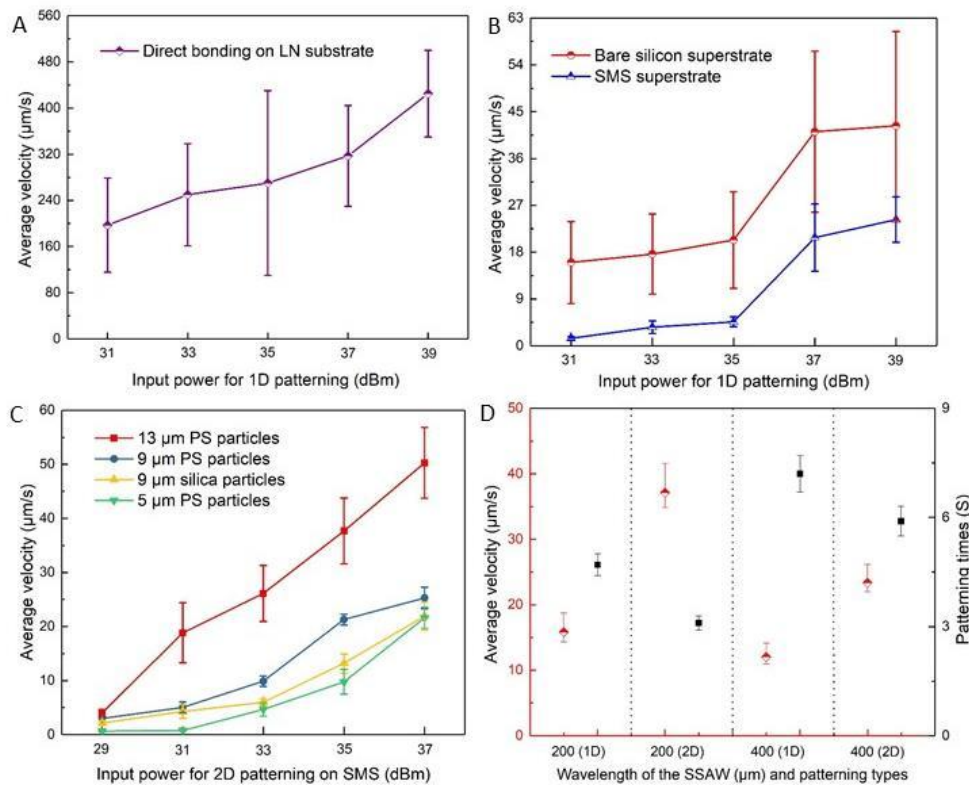 A
560
480
400
320
240
160
80
0
Average velocity (μm/s)
Direct bonding on LN substrate
31 33 35 37 39
Input power for 1D patterning (dBm)
B
63
54
45
36
27
18
9
0
Average velocity (μm/s)
Bare silicon superstrate
SMS superstrate
31 33 35 37 39
Input power for 1D patterning (dBm)
C
60
50
40
30
20
10
0
Average velocity (μm/s)
13 μm PS particles
9 μm PS particles
9 μm silica particles
5 μm PS particles
29 31 33 35 37
Input power for 2D patterning on SMS (dBm)
D
50
40
30
20
10
0
Average velocity (μm/s)
9
6
3
0
Patterning times (S)
200 (1D) 200 (2D) 400 (1D) 400 (2D)
Wavelength of the SSAW (μm) and patterning types